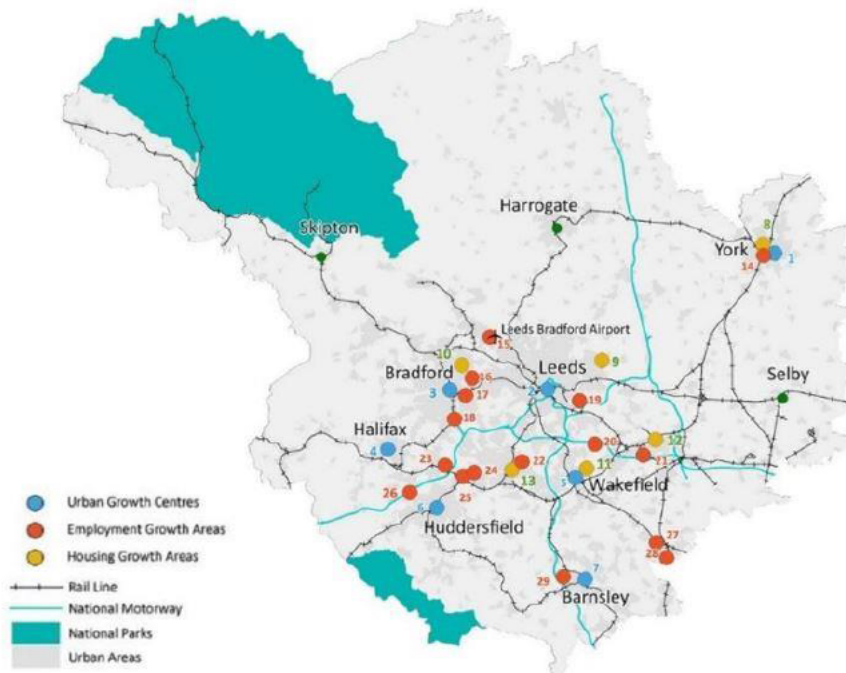 Skipton
Harrogate
8
York
14
1
Leeds Bradford Airport
15
10
Bradford
16
3
17
18
Leeds
2
9
19
Selby
Halifax
4
23
24
25
26
6
Huddersfield
22
13
20
11
5
Wakefield
12
21
27
28
29
7
Barnsley
Urban Growth Centres
Employment Growth Areas
Housing Growth Areas
Rail Line
National Motorway
National Parks
Urban Areas